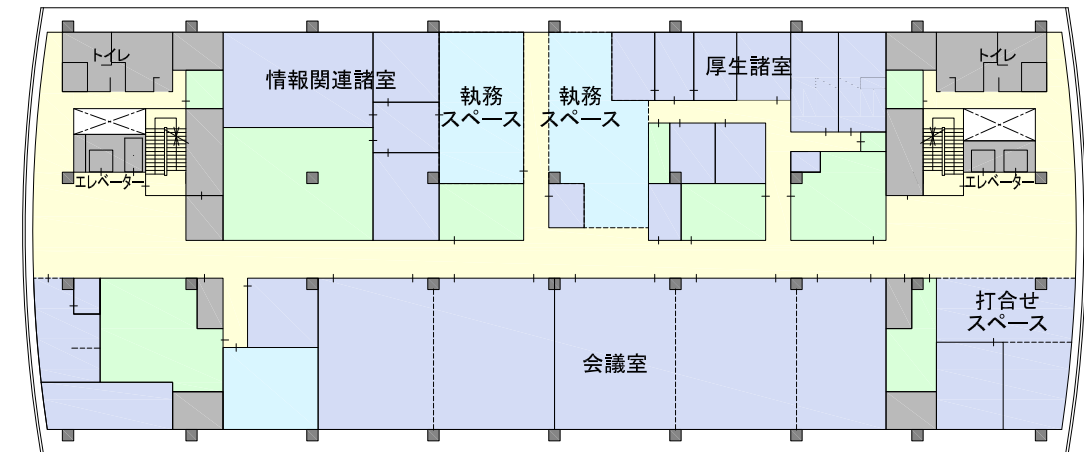 トイレ
情報関連諸室
執務
スペース
執務
スペース
厚生諸室
トイレ
エレベーター
エレベーター
打合せ
スペース
会議室